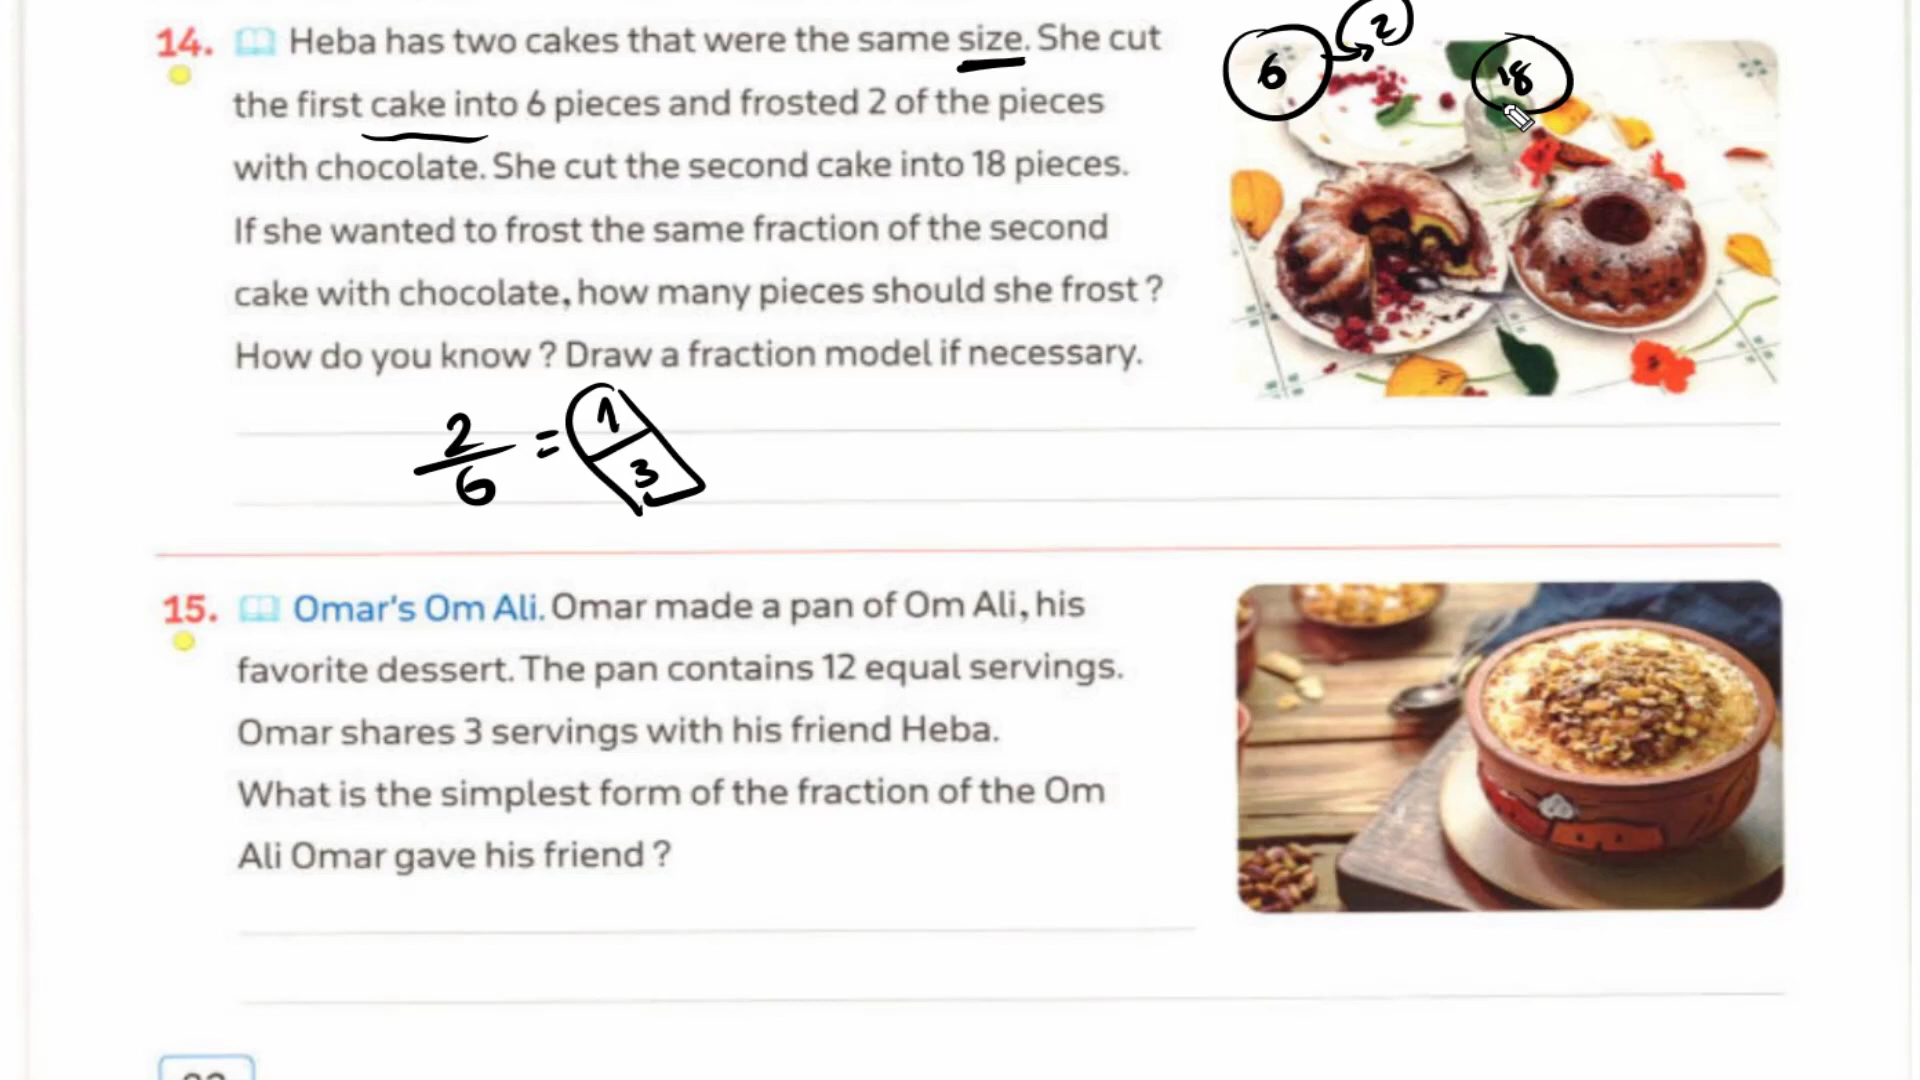 14. Heba has two cakes that were the same size. She cut
the first cake into 6 pieces and frosted 2 of the pieces
with chocolate. She cut the second cake into 18 pieces.
If she wanted to frost the same fraction of the second
cake with chocolate, how many pieces should she frost ?
How do you know ? Draw a fraction model if necessary.
6 2 18
2/6 = 1/3
15. Omar's Om Ali. Omar made a pan of Om Ali, his
favorite dessert. The pan contains 12 equal servings.
Omar shares 3 servings with his friend Heba.
What is the simplest form of the fraction of the Om
Ali Omar gave his friend ?